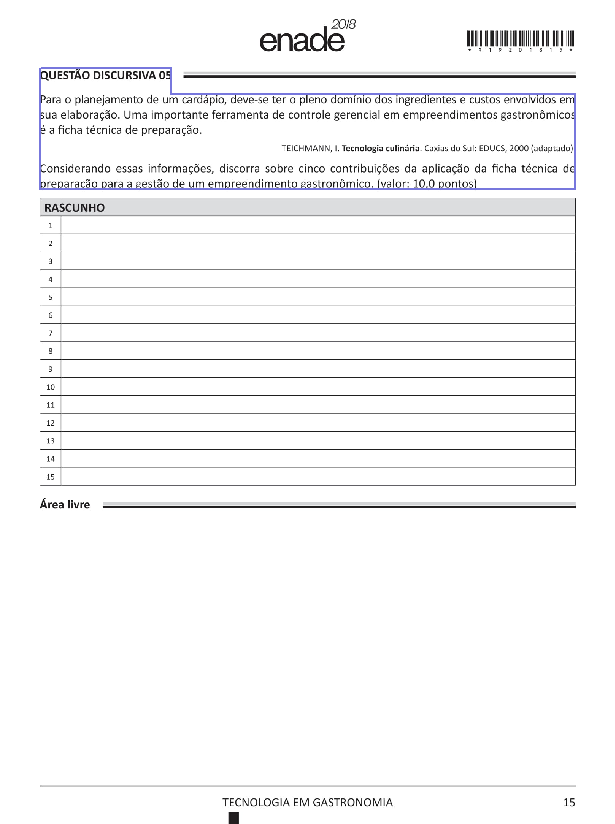 enade 2018
*R1520181S*
QUESTÃO DISCURSIVA 05
Para o planejamento de um cardápio, deve-se ter o pleno domínio dos ingredientes e custos envolvidos em
sua elaboração. Uma importante ferramenta de controle gerencial em empreendimentos gastronômicos
é a ficha técnica de preparação.
TEICHMANN, I. Tecnologia culinária. Caxias do Sul: EDUCS, 2000 (adaptado).
Considerando essas informações, discorra sobre cinco contribuições da aplicação da ficha técnica de
preparação para a gestão de um empreendimento gastronômico. (valor: 10,0 pontos)
RASCUNHO
1
2
3
4
5
6
7
8
9
10
11
12
13
14
15
Área livre
TECNOLOGIA EM GASTRONOMIA
15